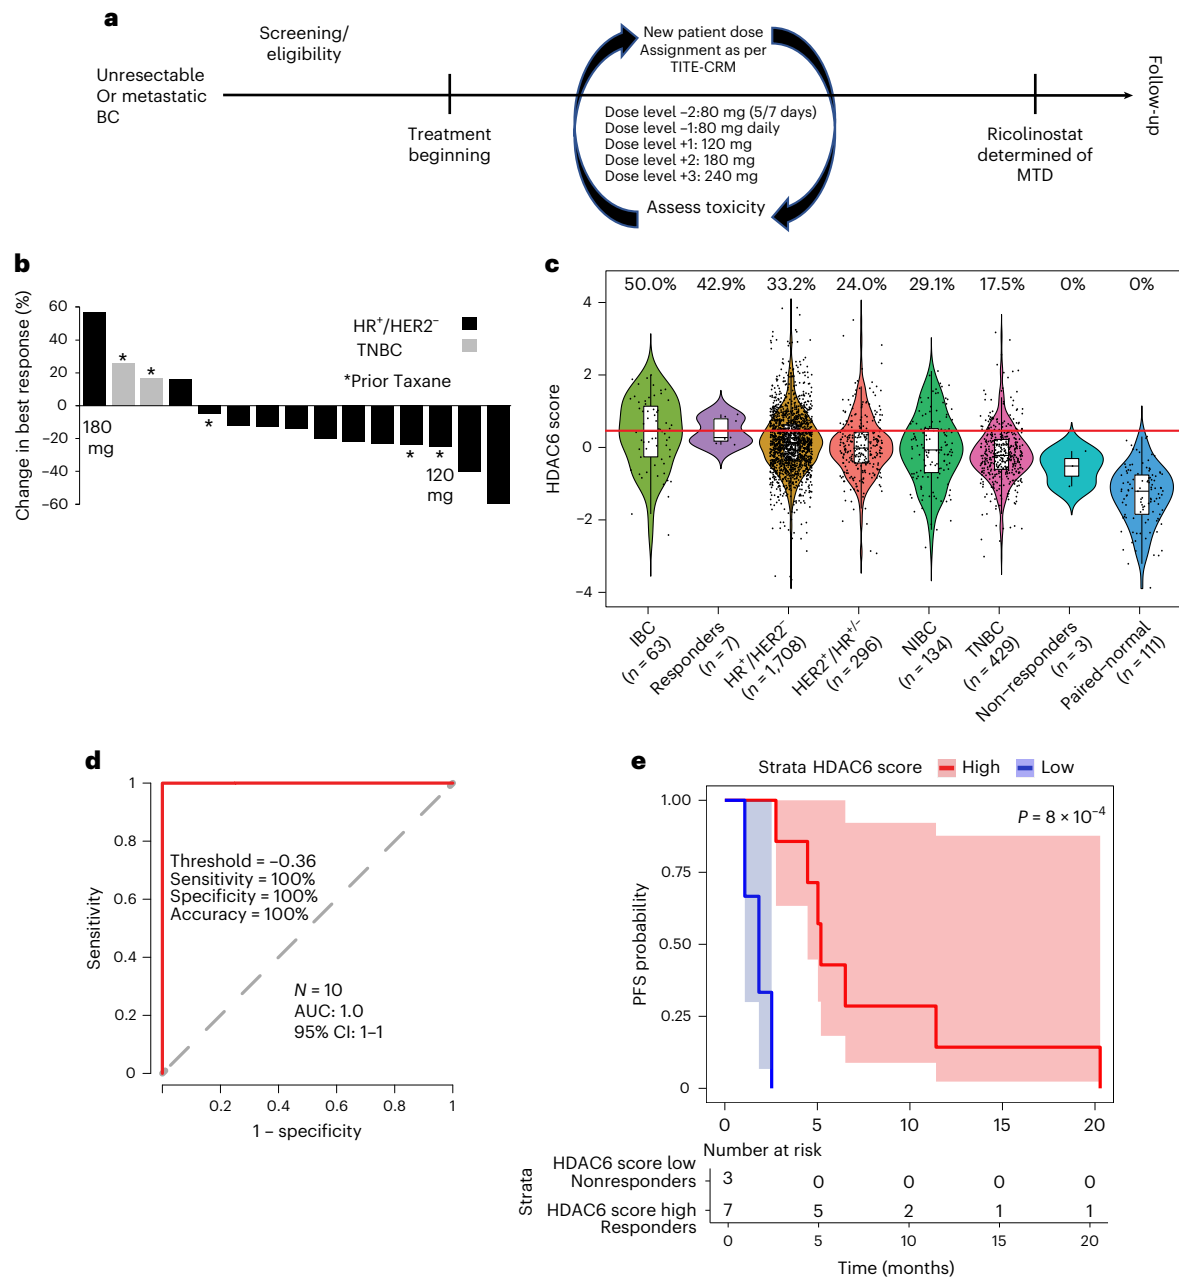 a
Screening/
eligibility
Unresectable
Or metastatic
BC
Treatment
beginning
New patient dose
Assignment as per
TITE-CRM
Dose level –2:80 mg (5/7 days)
Dose level –1:80 mg daily
Dose level +1: 120 mg
Dose level +2: 180 mg
Dose level +3: 240 mg
Assess toxicity
Ricolinostat
determined of
MTD
Follow-up
b
Change in best response (%)
60
40
20
0
–20
–40
–60
HR+/HER2–
TNBC
*Prior Taxane
*
*
*
*
*
180
mg
120
mg
c
HDAC6 score
4
2
0
–2
–4
50.0% 42.9% 33.2% 24.0% 29.1% 17.5% 0% 0%
IBC
(n = 63)
Responders
(n = 7)
HR+/HER2–
(n = 1,708)
HER2+/HR+/–
(n = 296)
NIBC
(n = 134)
TNBC
(n = 429)
Non–responders
(n = 3)
Paired–normal
(n = 111)
d
Sensitivity
1
0.8
0.6
0.4
0.2
0
Threshold = –0.36
Sensitivity = 100%
Specificity = 100%
Accuracy = 100%
N = 10
AUC: 1.0
95% CI: 1–1
0.2 0.4 0.6 0.8 1
1 – specificity
e
Strata HDAC6 score High Low
P = 8 × 10–4
PFS probability
1.00
0.75
0.50
0.25
0
0 5 10 15 20
Number at risk
Strata
HDAC6 score low
Nonresponders
3 0 0 0 0
HDAC6 score high
Responders
7 5 2 1 1
0 5 10 15 20
Time (months)